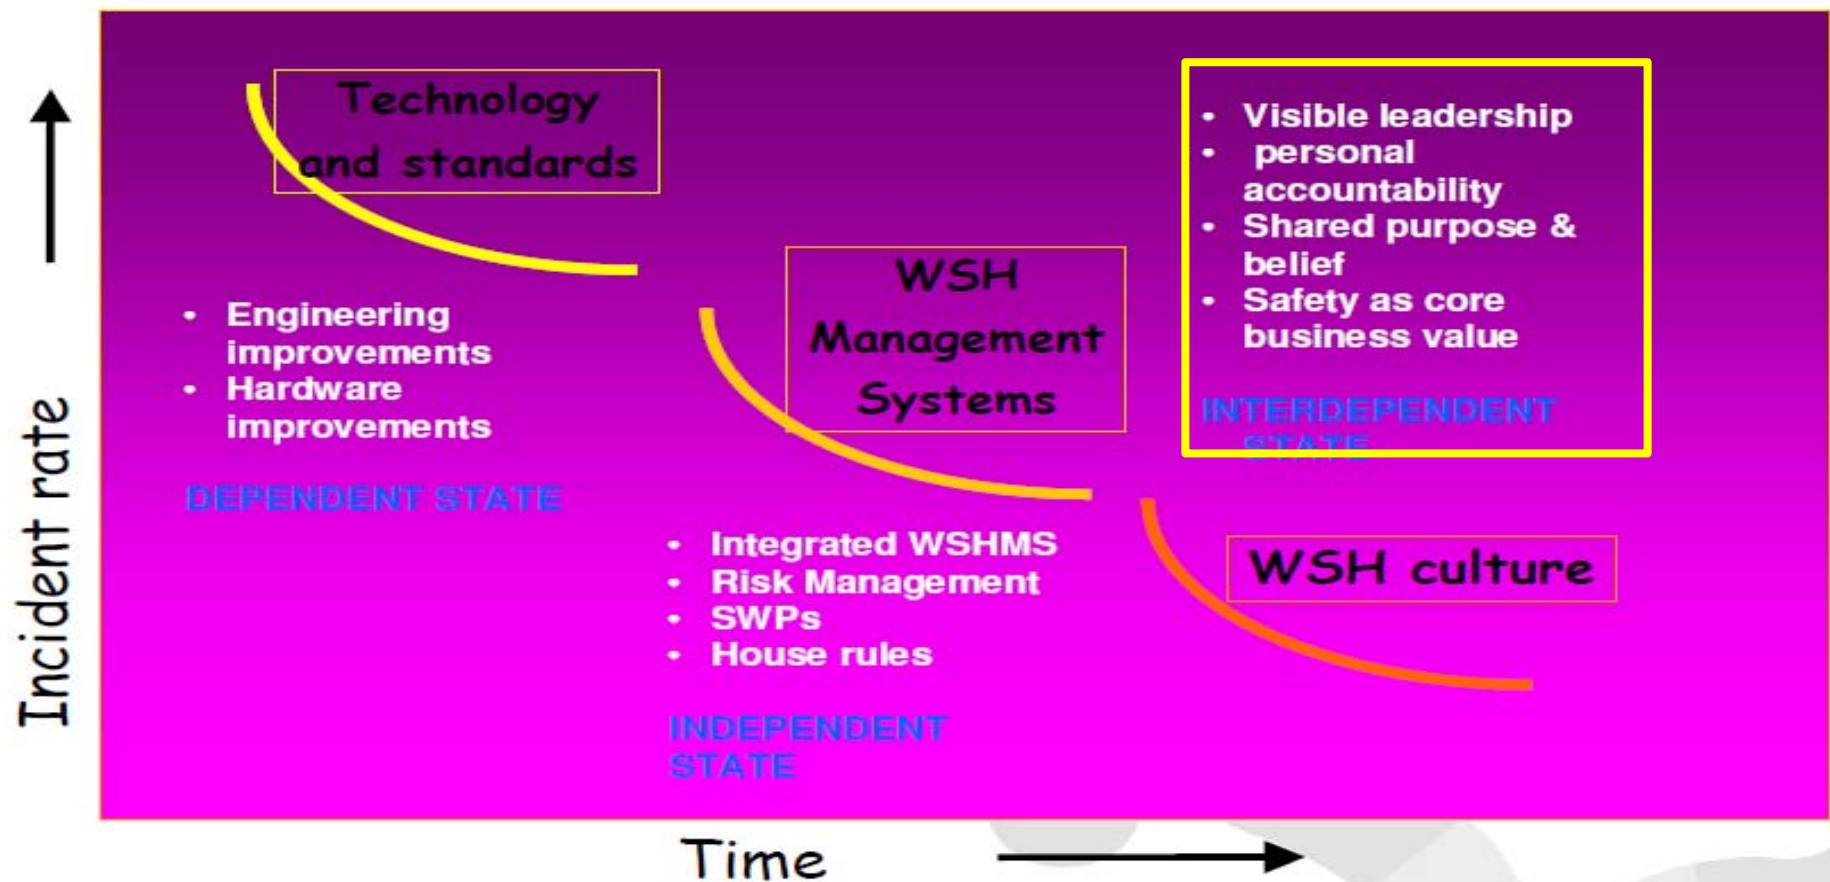 Incident rate
Technology
and standards
• Engineering
improvements
• Hardware
improvements
DEPENDENT STATE
WSH
Management
Systems
• Integrated WSHMS
• Risk Management
• SWPs
• House rules
INDEPENDENT
STATE
• Visible leadership
• personal
accountability
• Shared purpose &
belief
• Safety as core
business value
INTERDEPENDENT
STATE
WSH culture
Time